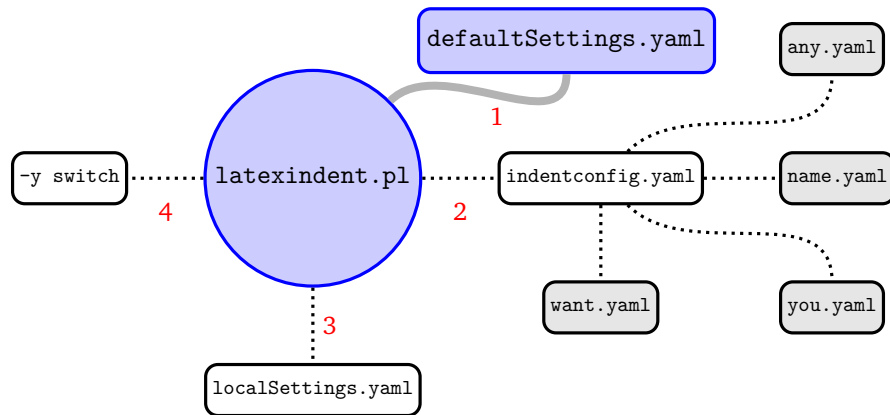 defaultSettings.yaml
any.yaml
1
-y switch
latexindent.pl
indentconfig.yaml
name.yaml
4
2
want.yaml
you.yaml
3
localSettings.yaml